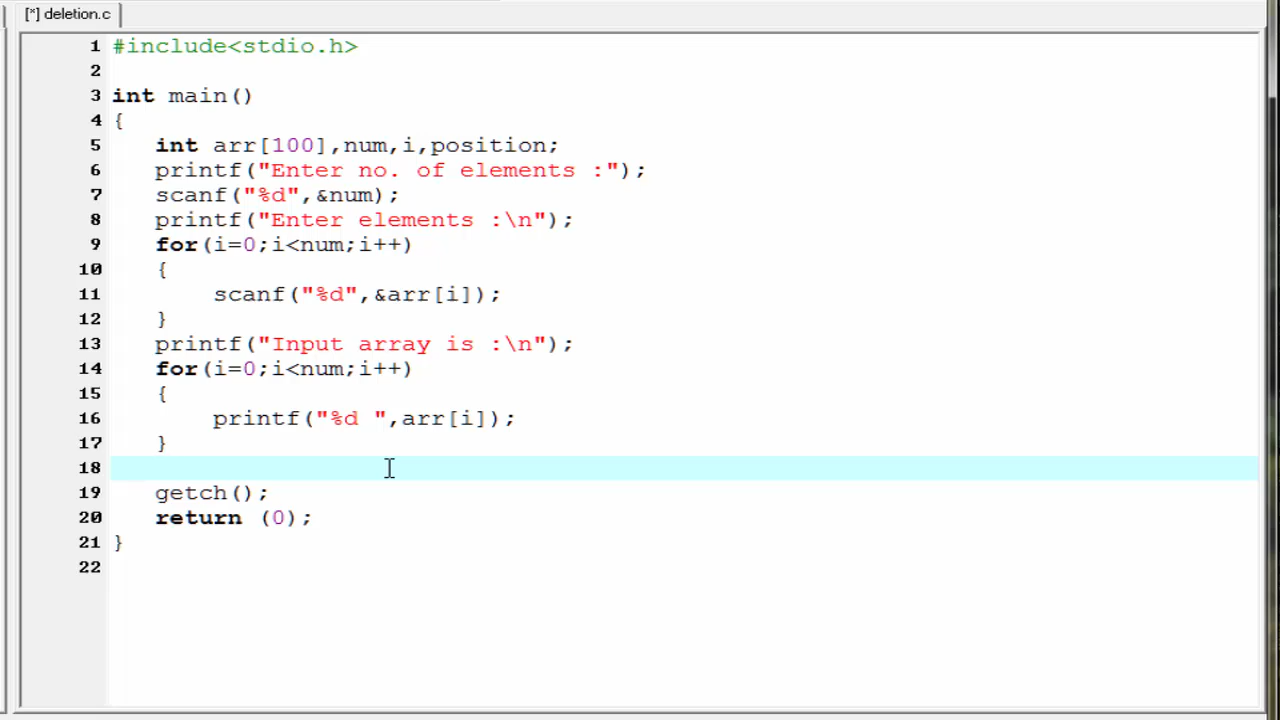 [*] deletion.c
1 #include<stdio.h>
2
3 int main()
4 {
5 int arr[100],num,i,position;
6 printf("Enter no. of elements :");
7 scanf("%d",&num);
8 printf("Enter elements :\n");
9 for(i=0;i<num;i++)
10 {
11 scanf("%d",&arr[i]);
12 }
13 printf("Input array is :\n");
14 for(i=0;i<num;i++)
15 {
16 printf("%d ",arr[i]);
17 }
18
19 getch();
20 return (0);
21 }
22